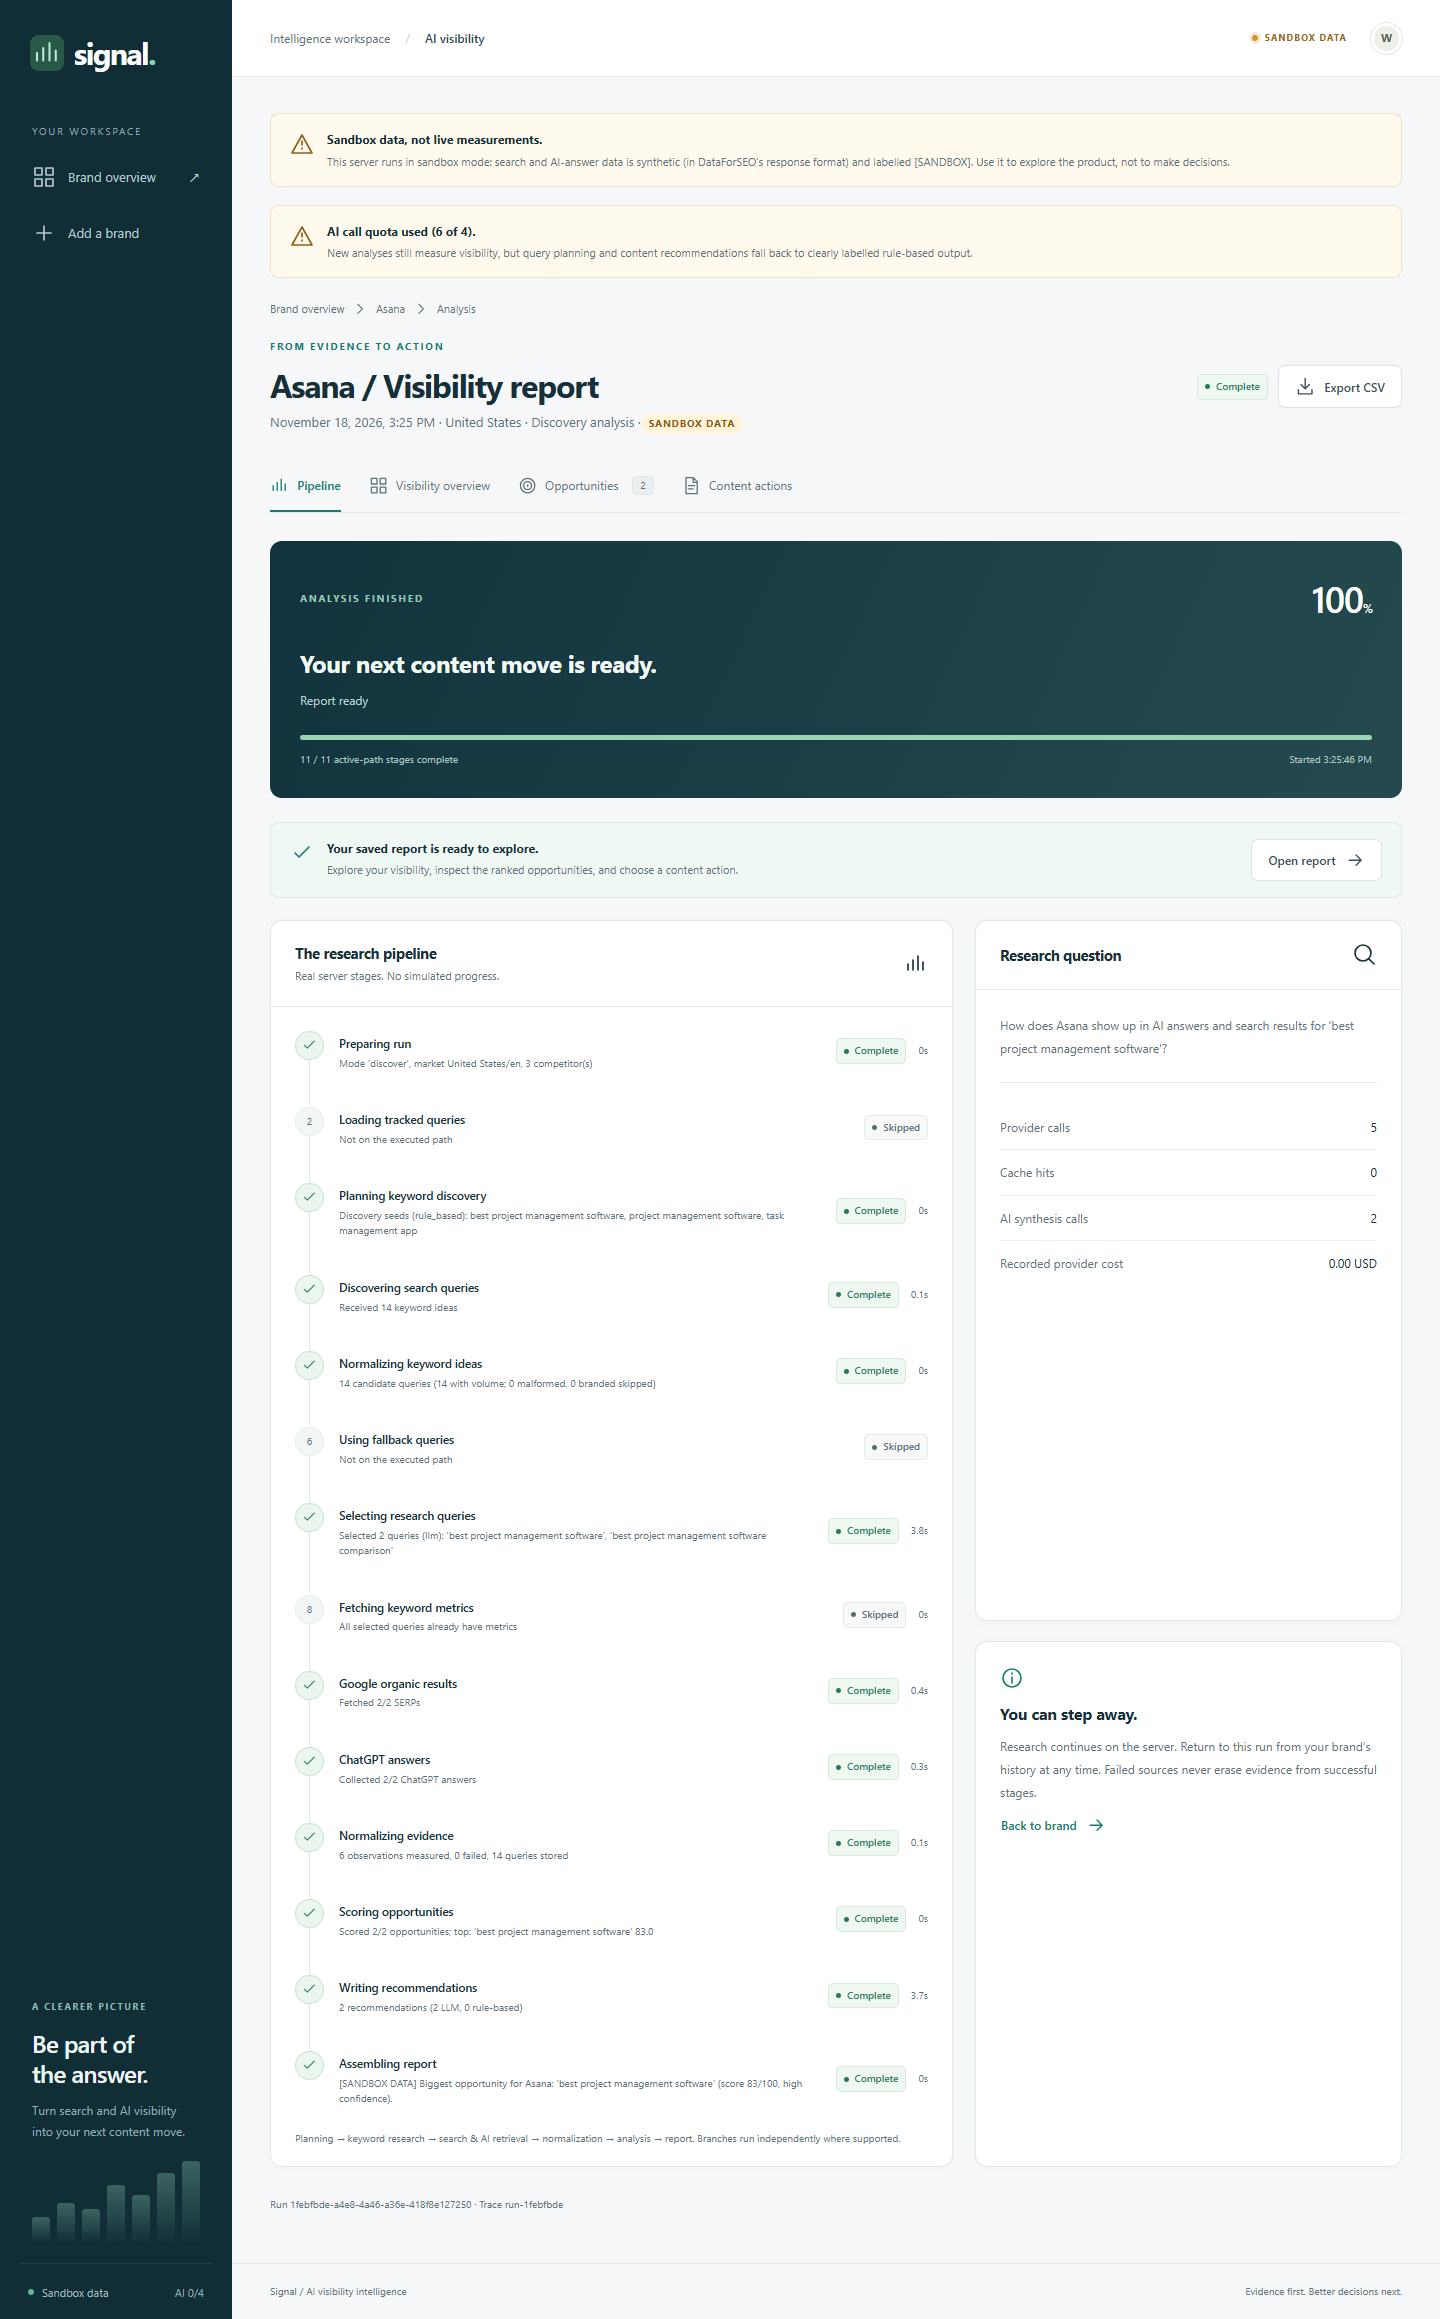 signal.
YOUR WORKSPACE
Brand overview ↗
Add a brand
A CLEARER PICTURE
Be part of
the answer.
Turn search and AI visibility
into your next content move.
Sandbox data AI 0/4
Intelligence workspace / AI visibility
SANDBOX DATA W
Sandbox data, not live measurements.
This server runs in sandbox mode: search and AI-answer data is synthetic (in DataForSEO's response format) and labelled [SANDBOX]. Use it to explore the product, not to make decisions.
AI call quota used (6 of 4).
New analyses still measure visibility, but query planning and content recommendations fall back to clearly labelled rule-based output.
Brand overview > Asana > Analysis
FROM EVIDENCE TO ACTION
Asana / Visibility report
Complete Export CSV
November 18, 2026, 3:25 PM · United States · Discovery analysis · SANDBOX DATA
Pipeline Visibility overview Opportunities 2 Content actions
ANALYSIS FINISHED 100%
Your next content move is ready.
Report ready
11 / 11 active-path stages complete Started 3:25:46 PM
Your saved report is ready to explore.
Explore your visibility, inspect the ranked opportunities, and choose a content action.
Open report →
The research pipeline
Real server stages. No simulated progress.
Preparing run
Mode 'discover', market United States/en, 3 competitor(s)
Complete 0s
2 Loading tracked queries
Not on the executed path
Skipped
Planning keyword discovery
Discovery seeds (rule_based): best project management software, project management software, task
management app
Complete 0s
Discovering search queries
Received 14 keyword ideas
Complete 0.1s
Normalizing keyword ideas
14 candidate queries (14 with volume; 0 malformed, 0 branded skipped)
Complete 0s
6 Using fallback queries
Not on the executed path
Skipped
Selecting research queries
Selected 2 queries (llm): 'best project management software', 'best project management software
comparison'
Complete 3.8s
8 Fetching keyword metrics
All selected queries already have metrics
Skipped 0s
Google organic results
Fetched 2/2 SERPs
Complete 0.4s
ChatGPT answers
Collected 2/2 ChatGPT answers
Complete 0.3s
Normalizing evidence
6 observations measured, 0 failed, 14 queries stored
Complete 0.1s
Scoring opportunities
Scored 2/2 opportunities; top: 'best project management software' 83.0
Complete 0s
Writing recommendations
2 recommendations (2 LLM, 0 rule-based)
Complete 3.7s
Assembling report
[SANDBOX DATA] Biggest opportunity for Asana: 'best project management software' (score 83/100, high
confidence).
Complete 0s
Planning → keyword research → search & AI retrieval → normalization → analysis → report. Branches run independently where supported.
Research question
How does Asana show up in AI answers and search results for 'best
project management software'?
Provider calls 5
Cache hits 0
AI synthesis calls 2
Recorded provider cost 0.00 USD
You can step away.
Research continues on the server. Return to this run from your brand's
history at any time. Failed sources never erase evidence from successful
stages.
Back to brand →
Run 1febfbde-a4e8-4a46-a36e-418f8e127250 · Trace run-1febfbde
Signal / AI visibility intelligence Evidence first. Better decisions next.